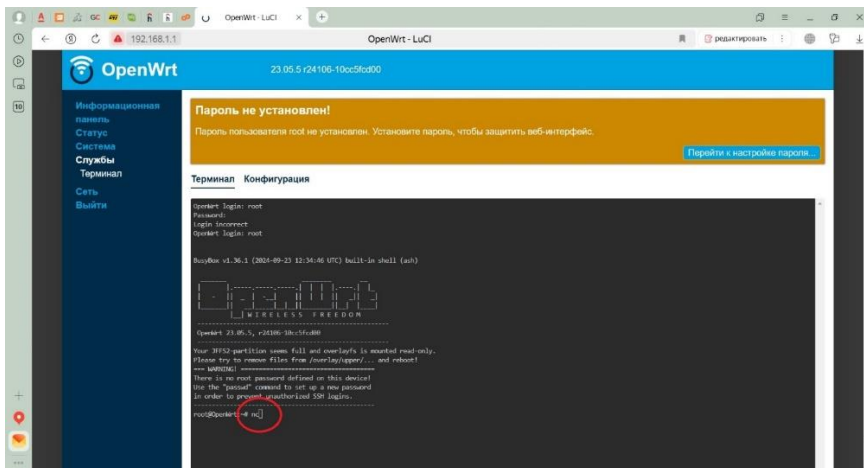 OpenWrt - LuCI
192.168.1.1
OpenWrt - LuCI
редактировать
OpenWrt
23.05.5 r24106-10cc5fcd00
Информационная панель
Статус
Система
Службы
Терминал
Сеть
Выйти
Пароль не установлен!
Пароль пользователя root не установлен. Установите пароль, чтобы защитить веб-интерфейс.
Перейти к настройке пароля...
Терминал Конфигурация
OpenWrt login: root
Password:
Login incorrect
OpenWrt login: root
BusyBox v1.36.1 (2024-09-23 12:34:46 UTC) built-in shell (ash)
W I R E L E S S F R E E D O M
OpenWrt 23.05.5, r24106-10cc5fcd00
Your JFFS2-partition seems full and overlayfs is mounted read-only.
Please try to remove files from /overlay/upper/... and reboot!
=== WARNING! =====================================
There is no root password defined on this device!
Use the "passwd" command to set up a new password
in order to prevent unauthorized SSH logins.
root@OpenWrt:~# nc